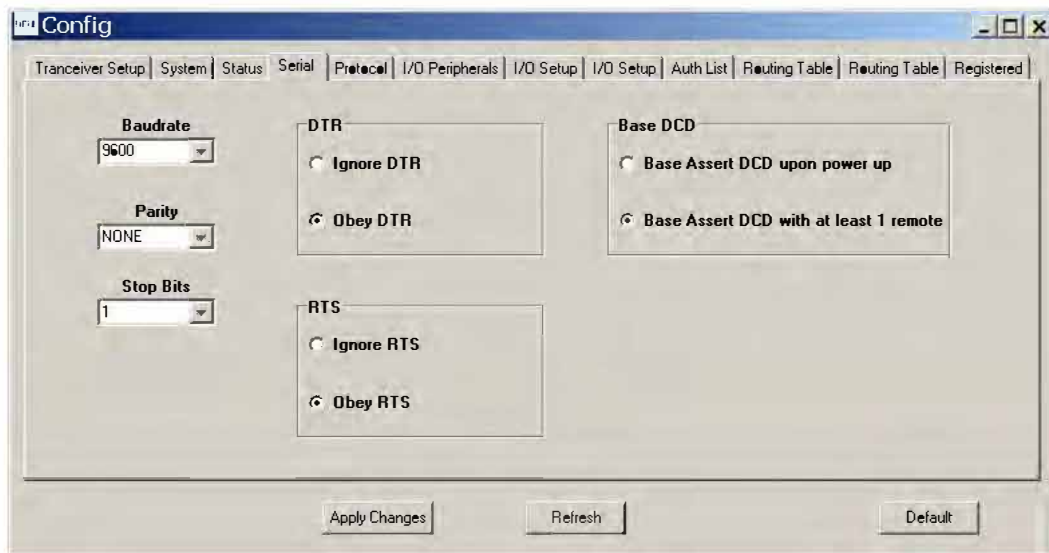 Config
Tranceiver Setup System Status Serial Protocol I/O Peripherals I/O Setup I/O Setup Auth List Routing Table Routing Table Registered
Baudrate
9600
Parity
NONE
Stop Bits
1
DTR
Ignore DTR
Obey DTR
RTS
Ignore RTS
Obey RTS
Base DCD
Base Assert DCD upon power up
Base Assert DCD with at least 1 remote
Apply Changes Refresh Default